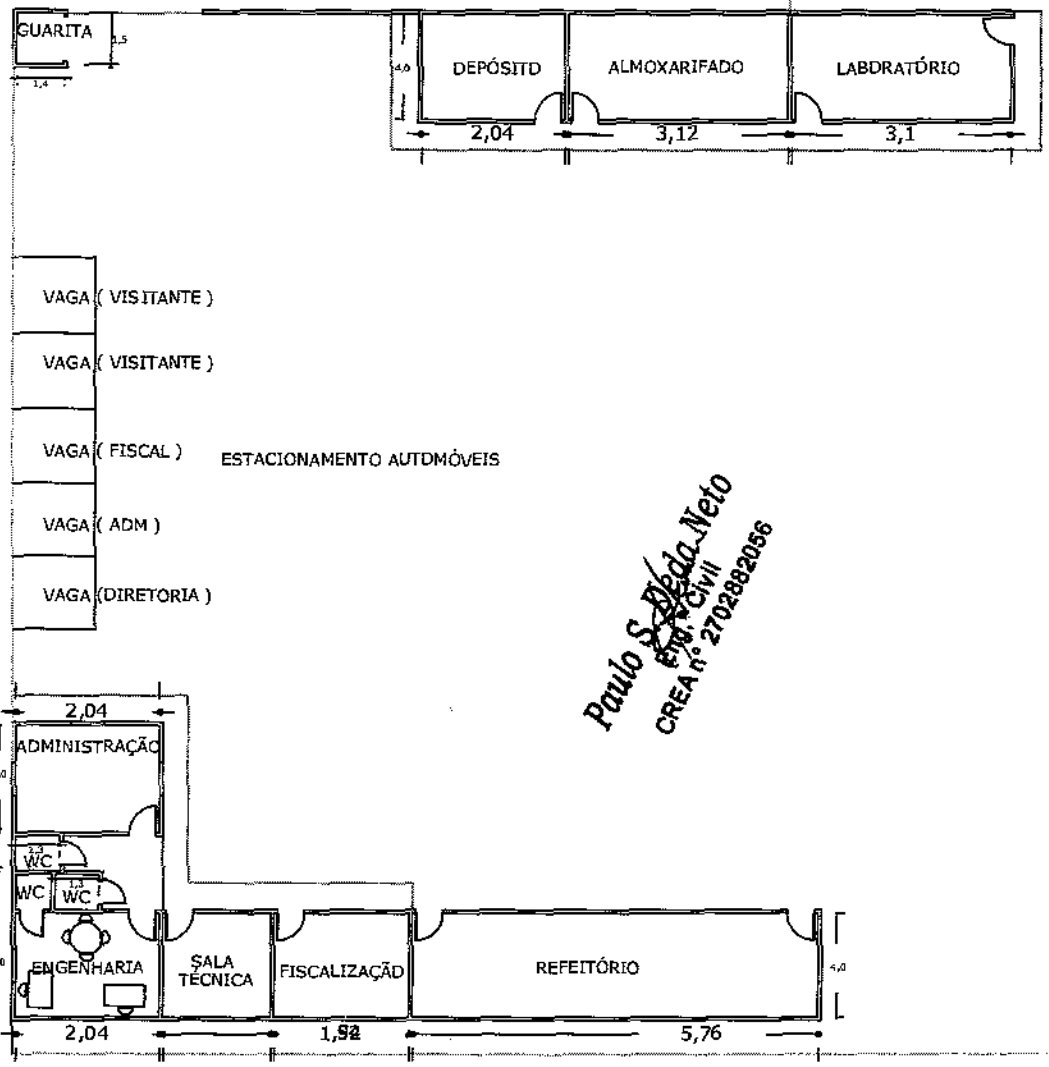 GUARITA
1,5
1,4
4,0
DEPÓSITO
ALMOXARIFADO
LABORATÓRIO
2,04
3,12
3,1
VAGA ( VISITANTE )
VAGA ( VISITANTE )
VAGA ( FISCAL )
ESTACIONAMENTO AUTOMÓVEIS
VAGA ( ADM )
VAGA (DIRETORIA )
Paulo S. Déda Neto
Eng. Civil
CREA nº 2702882056
2,04
ADMINISTRAÇÃO
WC
WC
WC
ENGENHARIA
SALA
TÉCNICA
FISCALIZAÇÃO
REFEITÓRIO
4,0
2,04
5,76